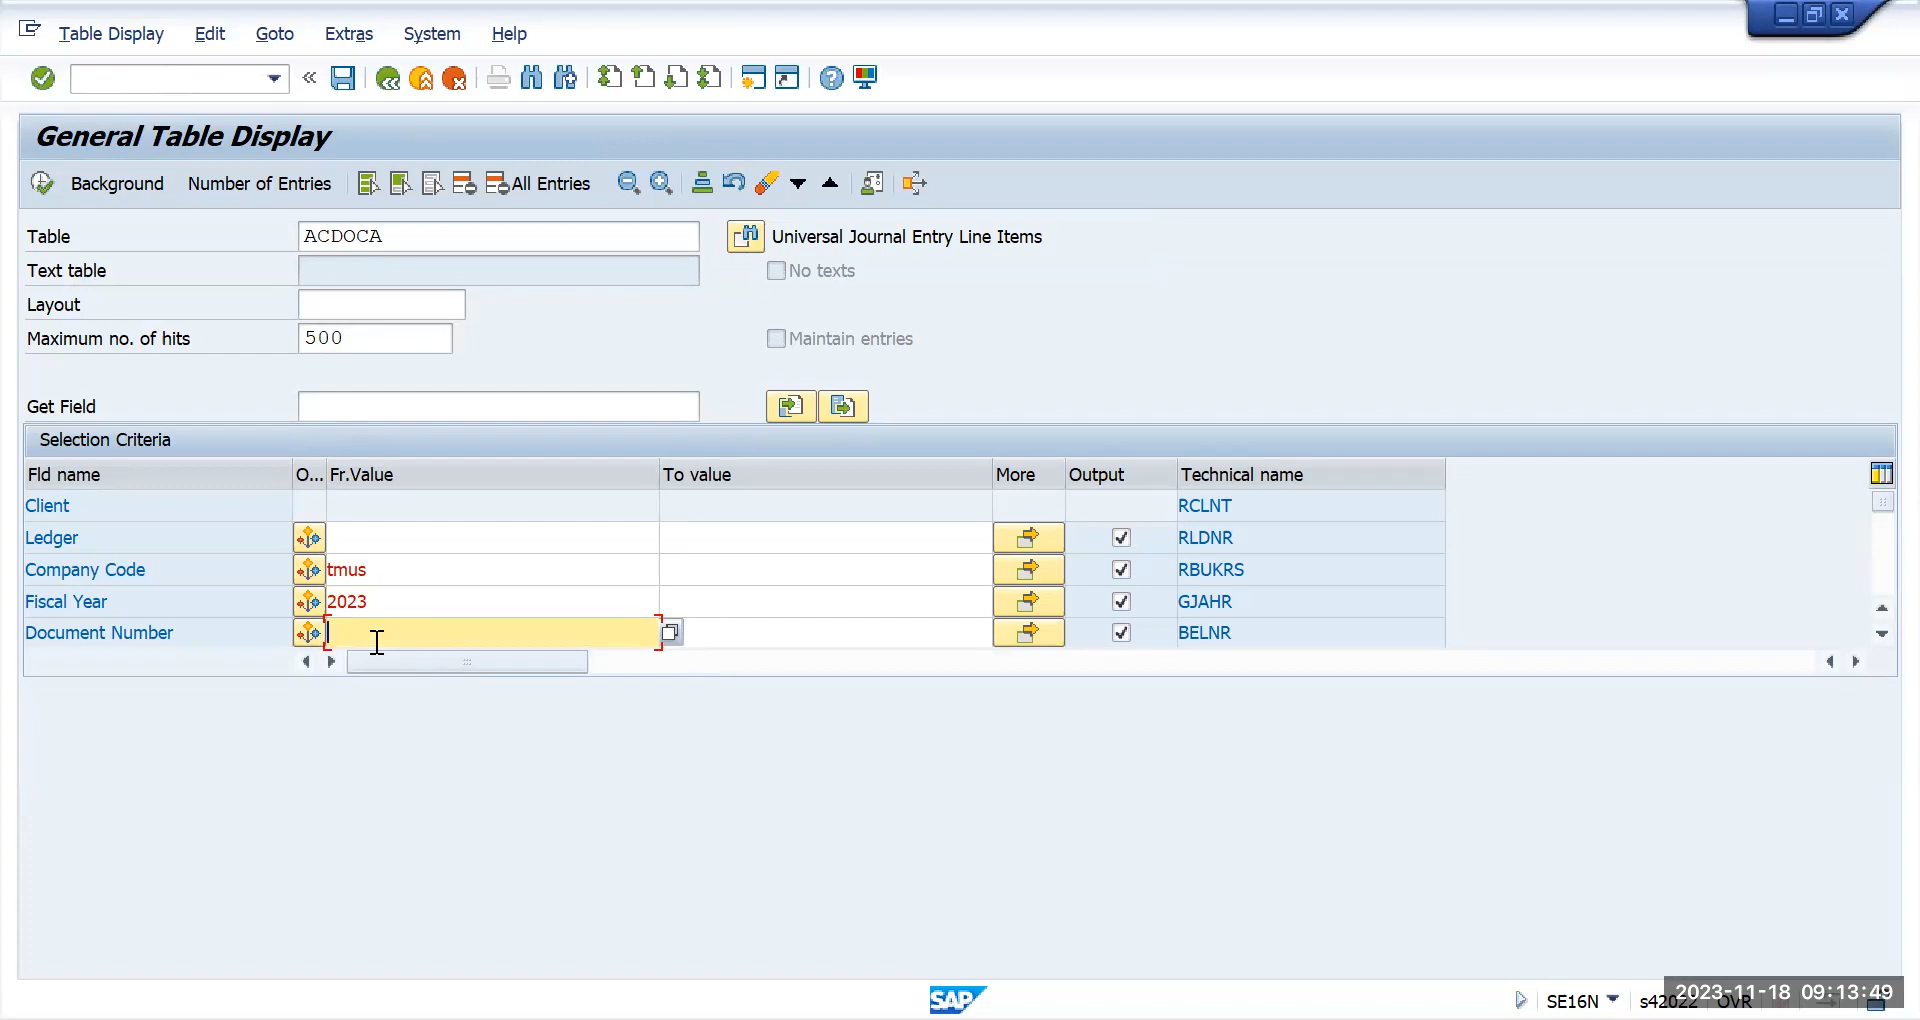 Table Display Edit Goto Extras System Help
General Table Display
Background Number of Entries All Entries
Table ACDOCA Universal Journal Entry Line Items
Text table No texts
Layout
Maximum no. of hits 500 Maintain entries
Get Field
Selection Criteria
Fld name O... Fr.Value To value More Output Technical name
Client RCLNT
Ledger RLDNR
Company Code tmus RBUKRS
Fiscal Year 2023 GJAHR
Document Number BELNR
SAP SE16N s42022 OVR
2023-11-18 09:13:49